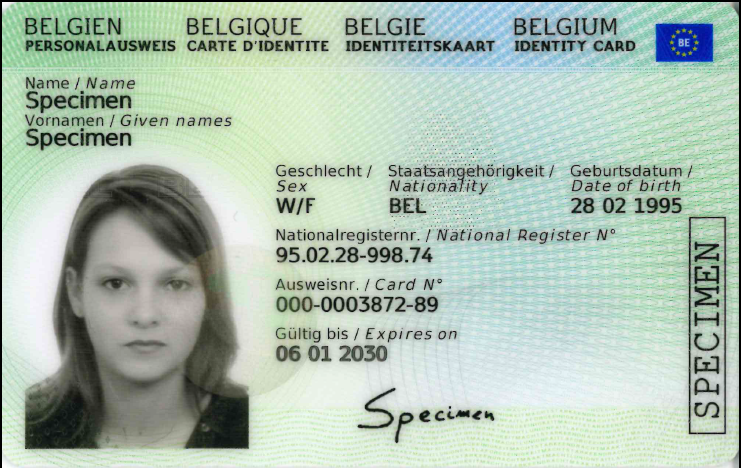 BELGIEN BELGIQUE BELGIE BELGIUM
PERSONALAUSWEIS CARTE D'IDENTITE IDENTITEITSKAART IDENTITY CARD
BE
Name / Name
Specimen
Vornamen / Given names
Specimen
Geschlecht / Staatsangehörigkeit / Geburtsdatum /
Sex Nationality Date of birth
W/F BEL 28 02 1995
Nationalregisternr. / National Register N°
95.02.28-998.74
Ausweisnr. / Card N°
000-0003872-89
Gültig bis / Expires on
06 01 2030
Specimen
SPECIMEN